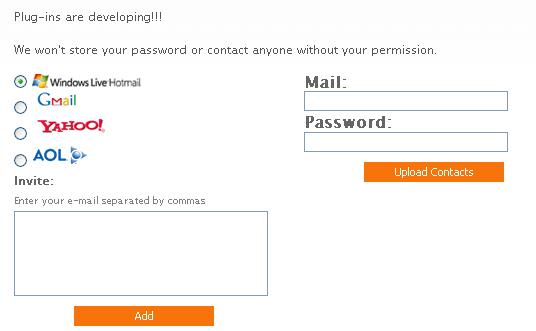 Plug-ins are developing!!!
We won't store your password or contact anyone without your permission.
Windows Live Hotmail
Gmail
YAHOO!
AOL
Invite:
Enter your e-mail separated by commas
Add
Mail:
Password:
Upload Contacts